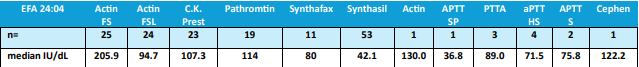 EFA 24:04 Actin FS Actin FSL C.K. Prest Pathromtin Synthafax Synthasil Actin APTT SP PTTA aPTT HS APTT S Cephen
n= 25 24 23 19 11 53 1 1 3 4 2 1
median IU/dL 205.9 94.7 107.3 114 80 42.1 130.0 36.8 89.0 71.5 75.8 122.2